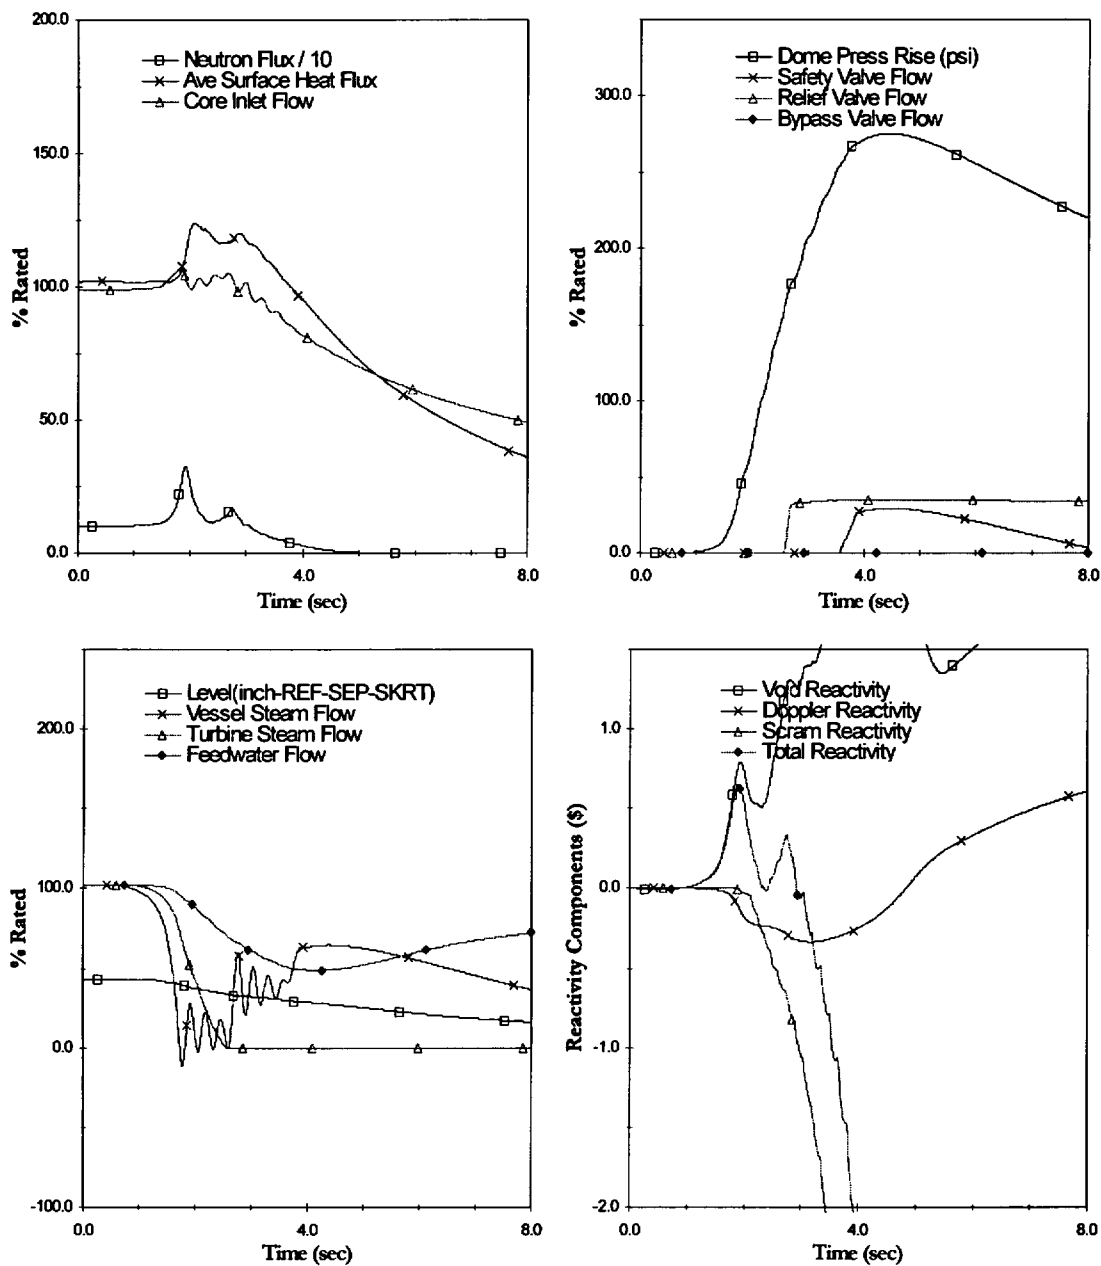 200.0
Neutron Flux / 10
Ave Surface Heat Flux
Core Inlet Flow
150.0
100.0
50.0
0.0
% Rated
0.0 4.0 8.0
Time (sec)
Dome Press Rise (psi)
Safety Valve Flow
Relief Valve Flow
Bypass Valve Flow
300.0
200.0
100.0
0.0
% Rated
0.0 4.0 8.0
Time (sec)
Level(inch-REF-SEP-SKRT)
Vessel Steam Flow
Turbine Steam Flow
Feedwater Flow
200.0
100.0
0.0
-100.0
% Rated
0.0 4.0 8.0
Time (sec)
Void Reactivity
Doppler Reactivity
Scram Reactivity
Total Reactivity
1.0
0.0
-1.0
-2.0
Reactivity Components ($)
0.0 4.0 8.0
Time (sec)